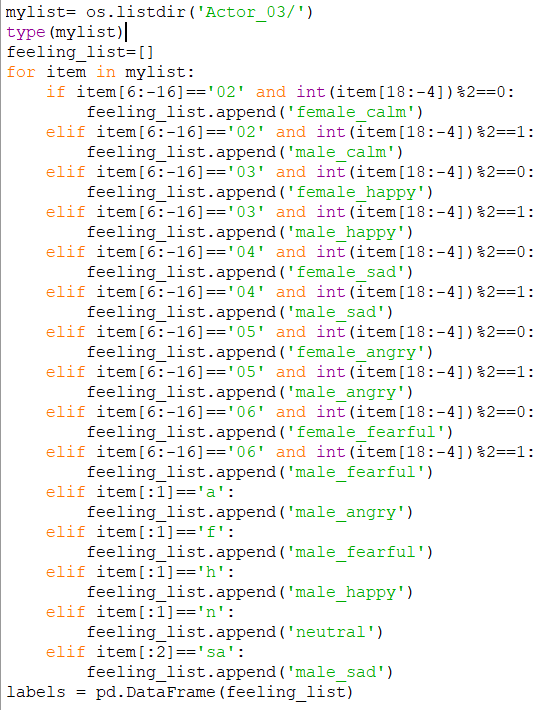 mylist= os.listdir('Actor_03/')
type(mylist)
feeling_list=[]
for item in mylist:
    if item[6:-16]=='02' and int(item[18:-4])%2==0:
        feeling_list.append('female_calm')
    elif item[6:-16]=='02' and int(item[18:-4])%2==1:
        feeling_list.append('male_calm')
    elif item[6:-16]=='03' and int(item[18:-4])%2==0:
        feeling_list.append('female_happy')
    elif item[6:-16]=='03' and int(item[18:-4])%2==1:
        feeling_list.append('male_happy')
    elif item[6:-16]=='04' and int(item[18:-4])%2==0:
        feeling_list.append('female_sad')
    elif item[6:-16]=='04' and int(item[18:-4])%2==1:
        feeling_list.append('male_sad')
    elif item[6:-16]=='05' and int(item[18:-4])%2==0:
        feeling_list.append('female_angry')
    elif item[6:-16]=='05' and int(item[18:-4])%2==1:
        feeling_list.append('male_angry')
    elif item[6:-16]=='06' and int(item[18:-4])%2==0:
        feeling_list.append('female_fearful')
    elif item[6:-16]=='06' and int(item[18:-4])%2==1:
        feeling_list.append('male_fearful')
    elif item[:1]=='a':
        feeling_list.append('male_angry')
    elif item[:1]=='f':
        feeling_list.append('male_fearful')
    elif item[:1]=='h':
        feeling_list.append('male_happy')
    elif item[:1]=='n':
        feeling_list.append('neutral')
    elif item[:2]=='sa':
        feeling_list.append('male_sad')
labels = pd.DataFrame(feeling_list)